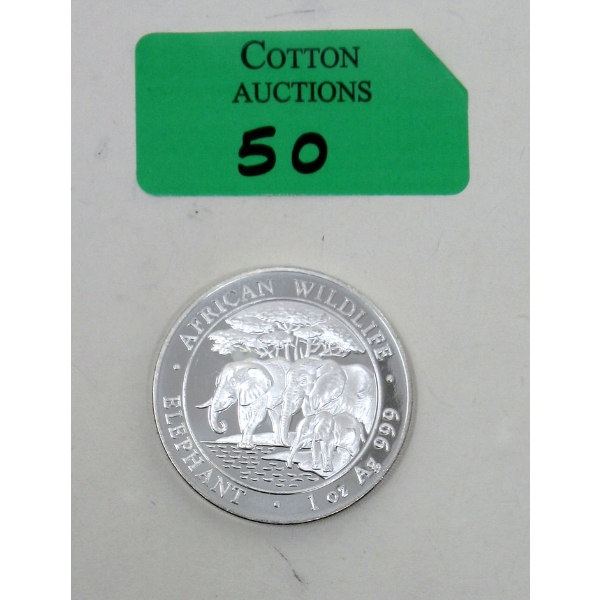 COTTON
AUCTIONS
50
AFRICAN WILDLIFE
ELEPHANT
1 oz Ag 999